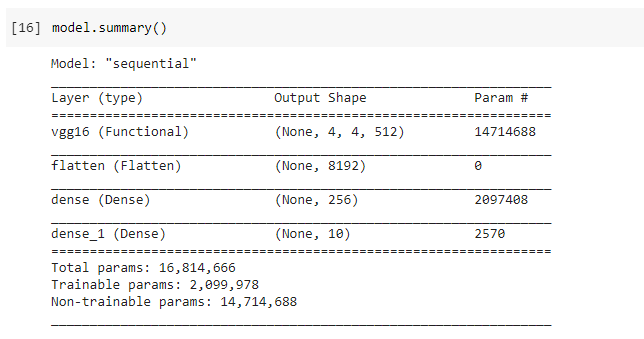 [16] model.summary()
Model: "sequential"
_________________________________________________________________
Layer (type)                 Output Shape              Param #
=================================================================
vgg16 (Functional)           (None, 4, 4, 512)         14714688
_________________________________________________________________
flatten (Flatten)            (None, 8192)              0
_________________________________________________________________
dense (Dense)                (None, 256)               2097408
_________________________________________________________________
dense_1 (Dense)              (None, 10)                2570
=================================================================
Total params: 16,814,666
Trainable params: 2,099,978
Non-trainable params: 14,714,688
_________________________________________________________________